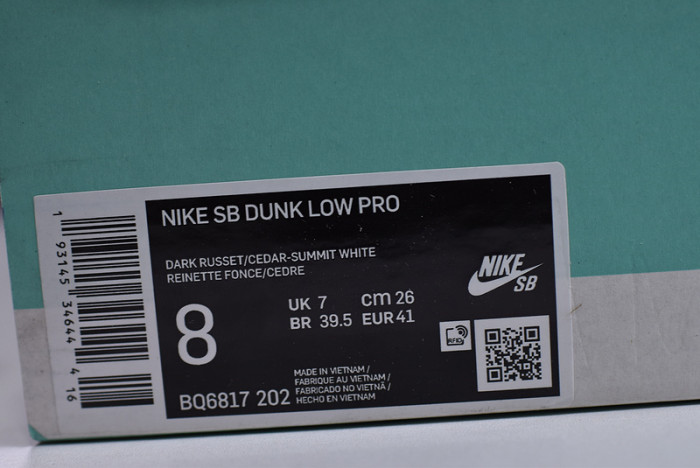 NIKE SB DUNK LOW PRO
DARK RUSSET/CEDAR-SUMMIT WHITE
REINETTE FONCE/CEDRE
8
UK 7 cm 26
BR 39.5 EUR 41
NIKE
SB
RFID
BQ6817 202
MADE IN VIETNAM/
FABRIQUE AU VIETNAM/
FABRICADO NO VIETNÃ/
HECHO EN VIETNAM
1 93145 34644 4 16